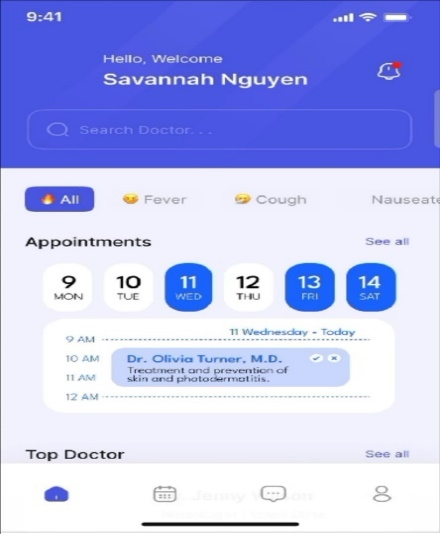 9:41
Hello, Welcome
Savannah Nguyen
Search Doctor. . .
All
Fever
Cough
Nauseate
Appointments
See all
9 10 11 12 13 14
MON TUE WED THU FRI SAT
11 Wednesday - Today
9 AM
10 AM Dr. Olivia Turner, M.D.
Treatment and prevention of
11 AM skin and photodermatitis.
12 AM
Top Doctor
See all